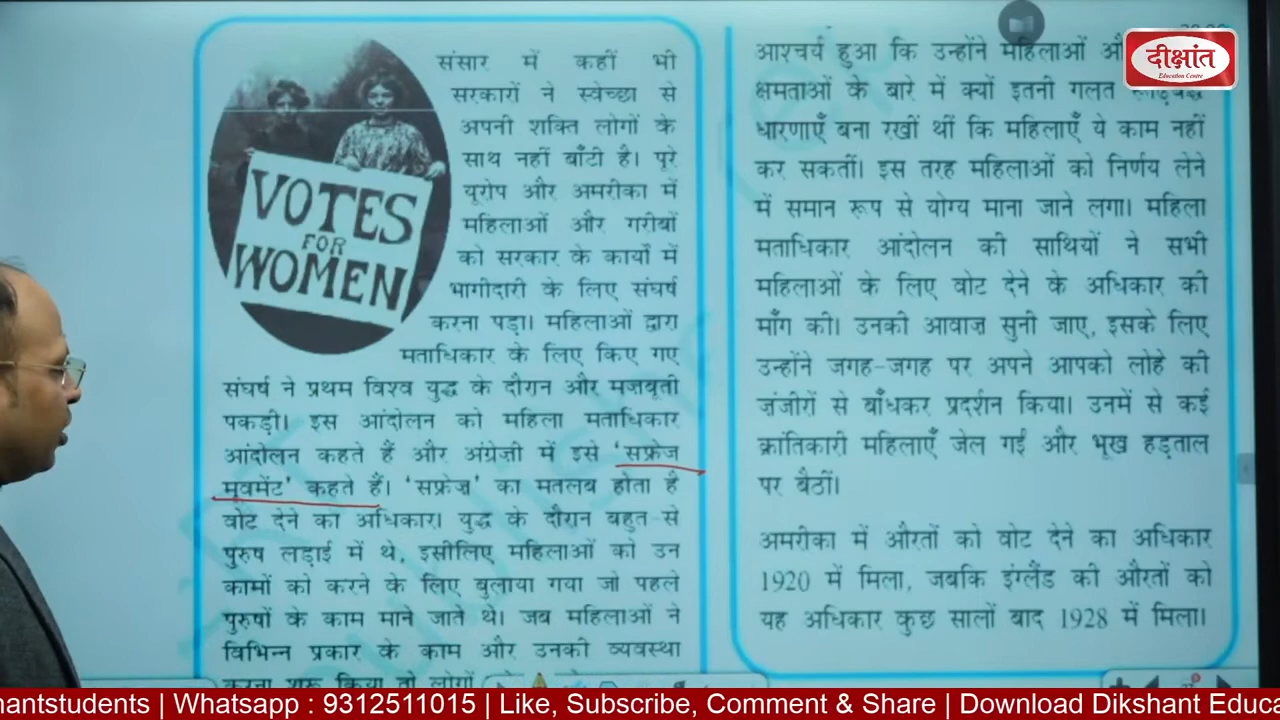 VOTES
FOR
WOMEN
संसार में कहीं भी
सरकारों ने स्वेच्छा से
अपनी शक्ति लोगों के
साथ नहीं बाँटी है। पूरे
यूरोप और अमरीका में
महिलाओं और गरीबों
को सरकार के कार्यों में
भागीदारी के लिए संघर्ष
करना पड़ा। महिलाओं द्वारा
मताधिकार के लिए किए गए
संघर्ष ने प्रथम विश्व युद्ध के दौरान और मजबूती
पकड़ी। इस आंदोलन को महिला मताधिकार
आंदोलन कहते हैं और अंग्रेज़ी में इसे ‘सफ्रेज
मूवमेंट’ कहते हैं। ‘सफ्रेज’ का मतलब होता है
वोट देने का अधिकार। युद्ध के दौरान बहुत-से
पुरुष लड़ाई में थे, इसीलिए महिलाओं को उन
कामों को करने के लिए बुलाया गया जो पहले
पुरुषों के काम माने जाते थे। जब महिलाओं ने
विभिन्न प्रकार के काम और उनकी व्यवस्था
करना शुरू किया तो लोगों
आश्चर्य हुआ कि उन्होंने महिलाओं
क्षमताओं के बारे में क्यों इतनी गलत
धारणाएँ बना रखीं थीं कि महिलाएँ ये काम नहीं
कर सकतीं। इस तरह महिलाओं को निर्णय लेने
में समान रूप से योग्य माना जाने लगा। महिला
मताधिकार आंदोलन की साथियों ने सभी
महिलाओं के लिए वोट देने के अधिकार की
माँग की। उनकी आवाज़ सुनी जाए, इसके लिए
उन्होंने जगह-जगह पर अपने आपको लोहे की
ज़ंजीरों से बाँधकर प्रदर्शन किया। उनमें से कई
क्रांतिकारी महिलाएँ जेल गईं और भूख हड़ताल
पर बैठीं।
अमरीका में औरतों को वोट देने का अधिकार
1920 में मिला, जबकि इंग्लैंड की औरतों को
यह अधिकार कुछ सालों बाद 1928 में मिला।
दीक्षांत
Education Centre
nantstudents | Whatsapp : 9312511015 | Like, Subscribe, Comment & Share | Download Dikshant Educa